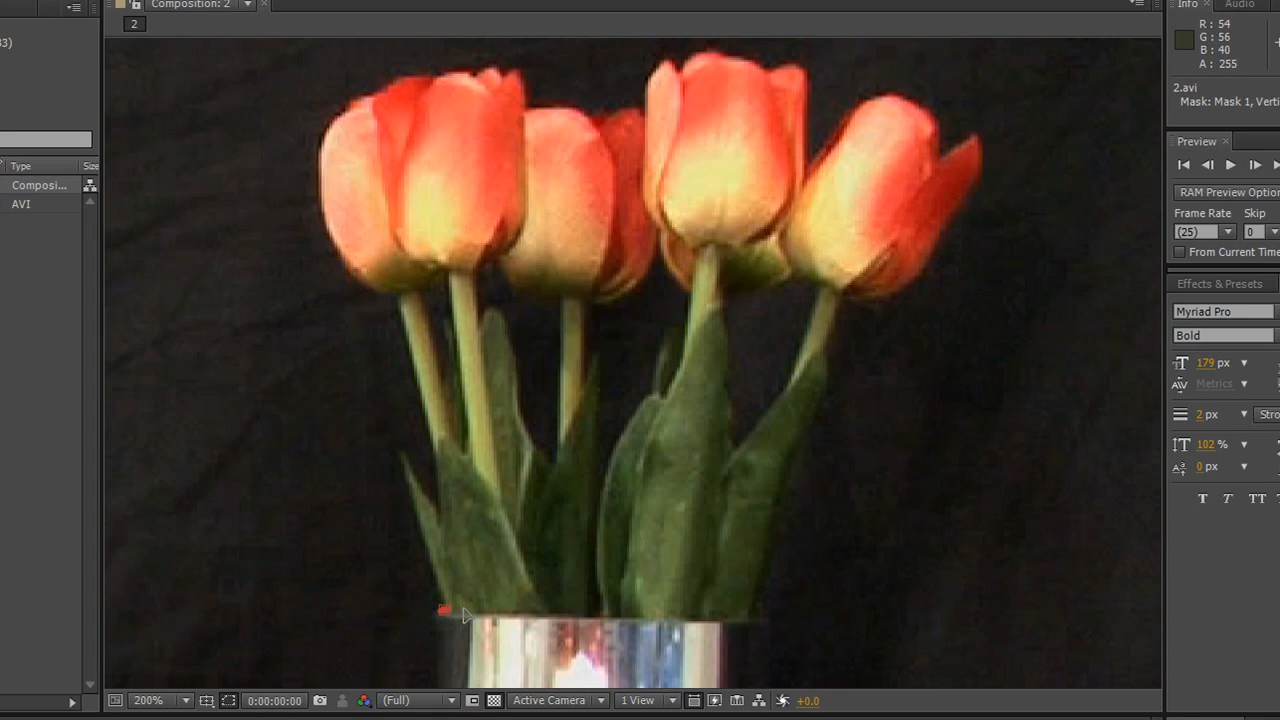 Composition: 2
2
3)
Type
Size
Composi...
AVI
200%
0:00:00:00
(Full)
Active Camera
1 View
+0.0
Info
Audio
R : 54
G : 56
B : 40
A : 255
2.avi
Mask: Mask 1, Verti
Preview
RAM Preview Option
Frame Rate
Skip
(25)
0
From Current Time
Effects & Presets
Myriad Pro
Bold
179 px
Metrics
2 px
Stro
102 %
0 px
T
T
TT